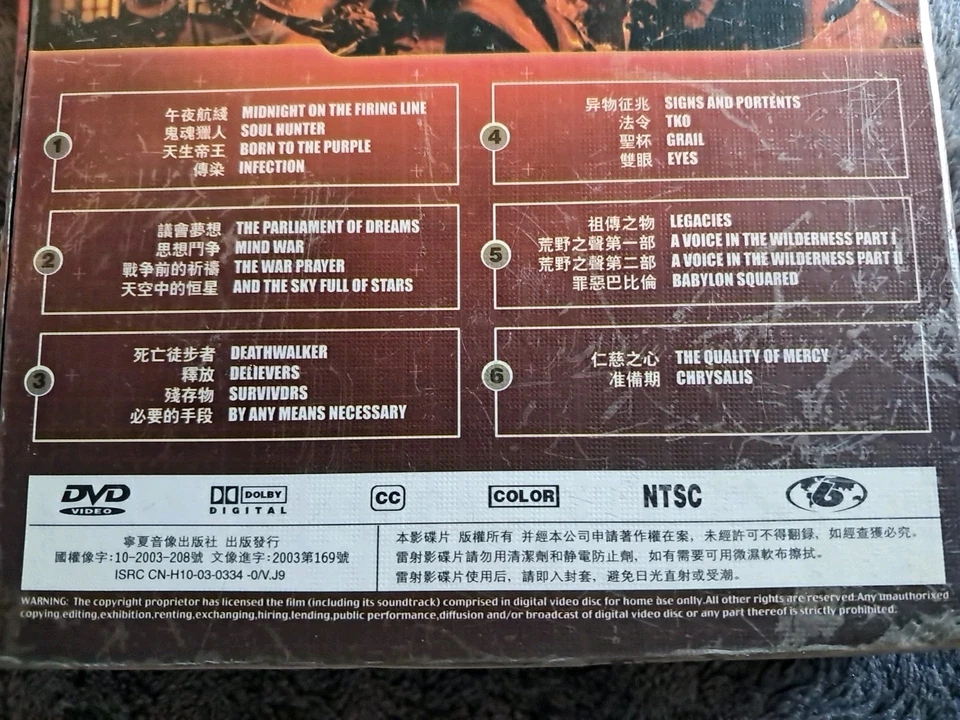 1
午夜航綫 MIDNIGHT ON THE FIRING LINE
鬼魂獵人 SOUL HUNTER
天生帝王 BORN TO THE PURPLE
傳染 INFECTION
2
議會夢想 THE PARLIAMENT OF DREAMS
思想鬥争 MIND WAR
戰争前的祈禱 THE WAR PRAYER
天空中的恒星 AND THE SKY FULL OF STARS
3
死亡徒步者 DEATHWALKER
釋放 DELIEVERS
殘存物 SURVIVDRS
必要的手段 BY ANY MEANS NECESSARY
4
异物征兆 SIGNS AND PORTENTS
法令 TKO
聖杯 GRAIL
雙眼 EYES
5
祖傳之物 LEGACIES
荒野之聲第一部 A VOICE IN THE WILDERNESS PART I
荒野之聲第二部 A VOICE IN THE WILDERNESS PART II
罪惡巴比倫 BABYLON SQUARED
6
仁慈之心 THE QUALITY OF MERCY
准備期 CHRYSALIS
DVD VIDEO
DOLBY DIGITAL
CC
COLOR
NTSC
6
寧夏音像出版社 出版發行
國權像字:10-2003-208號 文像進字:2003第169號
ISRC CN-H10-03-0334 -0/V.J9
本影碟片 版權所有 并經本公司申請著作權在案，未經許可不得翻録，如經查獲必究。
雷射影碟片請勿用清潔劑和静電防止劑，如有需要可用微濕軟布擦拭。
雷射影碟片使用后，請即入封套，避免日光直射或受潮。
WARNING: The copyright proprietor has licensed the film (including its soundtrack) comprised in digital video disc for home use onlly.All other rights are reserved.Any imauthorixed
copying,editing,exhibition,renting,exchanging,hiring,lending,public performance,diffusion and/or broadcast of digital video disc or any part thereof is strictly prohibited.